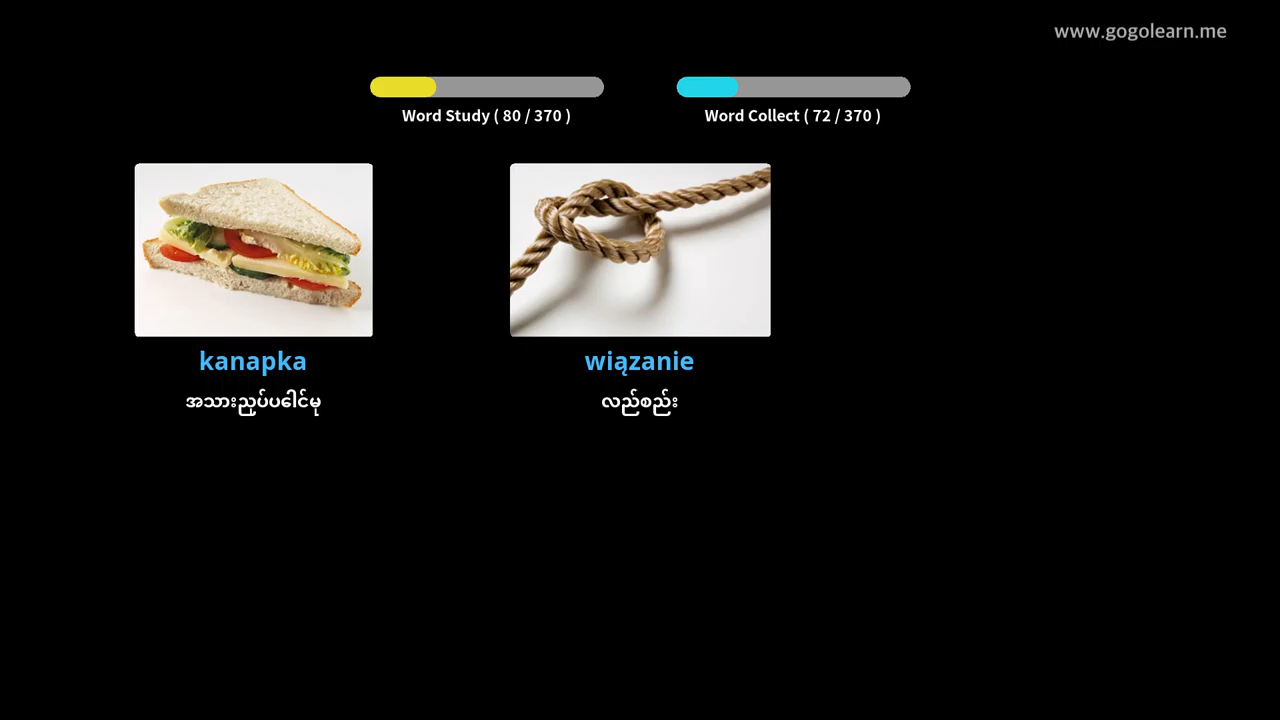 www.gogolearn.me
Word Study ( 80 / 370 )
Word Collect ( 72 / 370 )
kanapka
wiązanie
အသားညှပ်ပေါင်မု
လည်စည်း